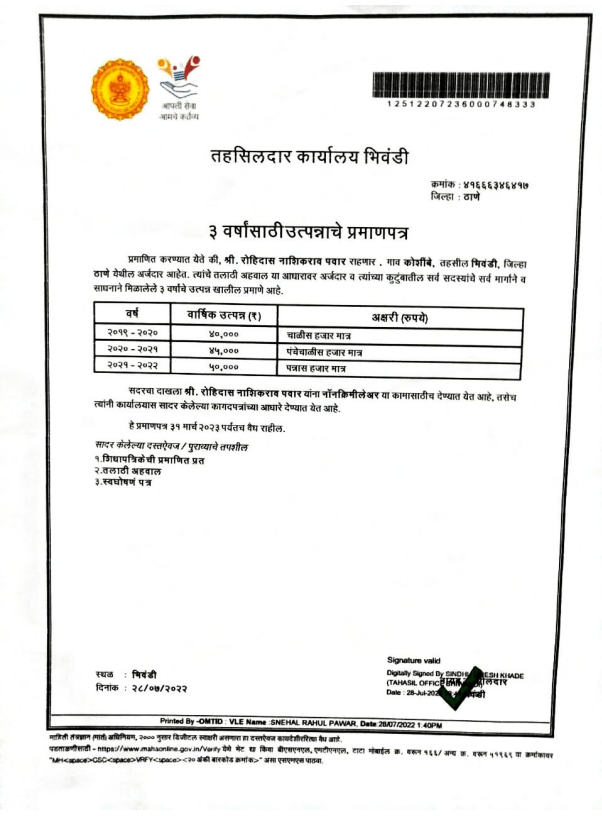 आपली सेवा
आमचे कर्तव्य
12512207236000748333
तहसिलदार कार्यालय भिवंडी
क्रमांक : ४१६६६३४६४१७
जिल्हा : ठाणे
३ वर्षांसाठी उत्पन्नाचे प्रमाणपत्र
प्रमाणित करण्यात येते की, श्री. रोहिदास नाशिकराव पवार राहणार . गाव कोशींबे, तहसील भिवंडी, जिल्हा
ठाणे येथील अर्जदार आहेत. त्यांचे तलाठी अहवाल या आधारावर अर्जदार व त्यांच्या कुटुंबातील सर्व सदस्यांचे सर्व मार्गाने व
साधनाने मिळालेले ३ वर्षाचे उत्पन्न खालील प्रमाणे आहे.
वर्ष वार्षिक उत्पन्न (₹) अक्षरी (रुपये)
२०१९ - २०२० ४०,००० चाळीस हजार मात्र
२०२० - २०२१ ४५,००० पंचेचाळीस हजार मात्र
२०२१ - २०२२ ५०,००० पन्नास हजार मात्र
सदरचा दाखला श्री. रोहिदास नाशिकराव पवार यांना नॉनक्रिमीलेअर या कामासाठीच देण्यात येत आहे, तसेच
त्यांनी कार्यालयास सादर केलेल्या कागदपत्रांच्या आधारे देण्यात येत आहे.
हे प्रमाणपत्र ३१ मार्च २०२३ पर्यंतच वैध राहील.
सादर केलेल्या दस्तऐवज / पुराव्याचे तपशील
१.शिधापत्रिकेची प्रमाणित प्रत
२.तलाठी अहवाल
३.स्वघोषणं पत्र
Signature valid
स्थळ : भिवंडी
Digitally Signed By SINDHU KHADE
(TAHASIL OFFICE
दिनांक : २८/०७/२०२२
Date : 28-Jul-202
Printed By -OMTID : VLE Name :SNEHAL RAHUL PAWAR, Date:28/07/2022 1:40PM
माहिती तंत्रज्ञान (माते) अधिनियम, २००० नुसार डिजीटल स्वाक्षरी असणारा हा दस्तऐवज कायदेशीररित्या वैध आहे.
पडताळणीसाठी - https://www.mahaonline.gov.in/Verify येथे भेट द्या किंवा बीएसएनएल, एमटीएनएल, टाटा मोबाईल क्र. वरून १६६/ अन्य क्र. वरून ५१९६९ या क्रमांकावर
"MH<space>CSC<space>VRFY<space><२० अंकी बारकोड क्रमांक>" असा एसएमएस पाठवा.